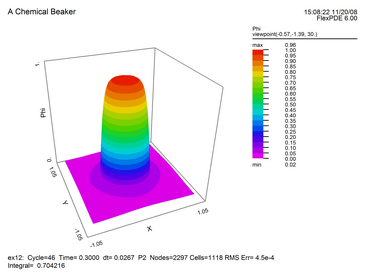 A Chemical Beaker
15:08:22 11/20/08
FlexPDE 6.00
Phi
viewpoint(-0.57,-1.39, 30.)
max 0.98
1.00
0.95
0.90
0.85
0.80
0.75
0.70
0.65
0.60
0.55
0.50
0.45
0.40
0.35
0.30
0.25
0.20
0.15
0.10
0.05
0.00
min 0.02
1
Phi
0
1.05
Y
-1.05
-1.05
X
1.05
ex12: Cycle=46 Time= 0.3000 dt= 0.0267 P2 Nodes=2297 Cells=1118 RMS Err= 4.5e-4
Integral= 0.704216